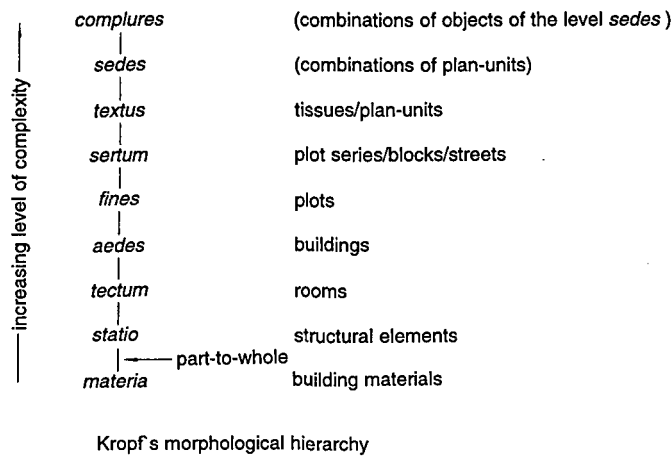 complures (combinations of objects of the level sedes )
sedes (combinations of plan-units)
textus tissues/plan-units
sertum plot series/blocks/streets
fines plots
aedes buildings
tectum rooms
statio structural elements
part-to-whole
materia building materials
increasing level of complexity
Kropf's morphological hierarchy